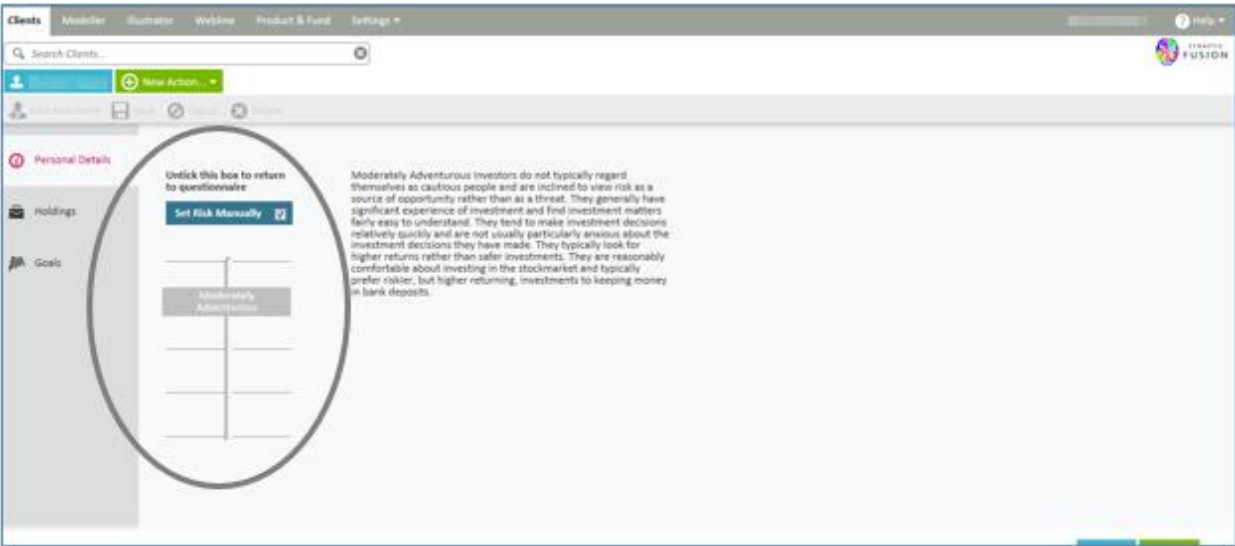 Clients Modeller Illustrator Webline Product & Fund Settings Help
Search Clients...
SYNAPTIC
FUSION
New Action...
Personal Details
Holdings
Goals
Untick this box to return
to questionnaire
Set Risk Manually
Moderately
Adventurous
Moderately Adventurous Investors do not typically regard
themselves as cautious people and are inclined to view risk as a
source of opportunity rather than as a threat. They generally have
significant experience of investment and find investment matters
fairly easy to understand. They tend to make investment decisions
relatively quickly and are not usually particularly anxious about the
investment decisions they have made. They typically look for
higher returns rather than safer investments. They are reasonably
comfortable about investing in the stockmarket and typically
prefer riskier, but higher returning, investments to keeping money
in bank deposits.